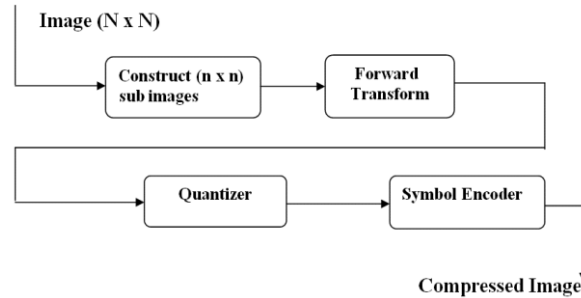 Image (N x N)
Construct (n x n)
sub images
Forward
Transform
Quantizer
Symbol Encoder
Compressed Image